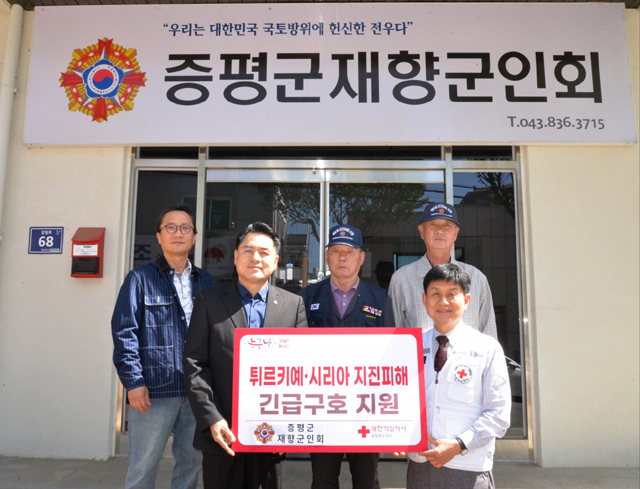 “우리는 대한민국 국토방위에 헌신한 전우다”
증평군재향군인회
T.043.836.3715
68
누구나
튀르키예·시리아 지진피해
긴급구호 지원
증평군
재향군인회
대한적십자사